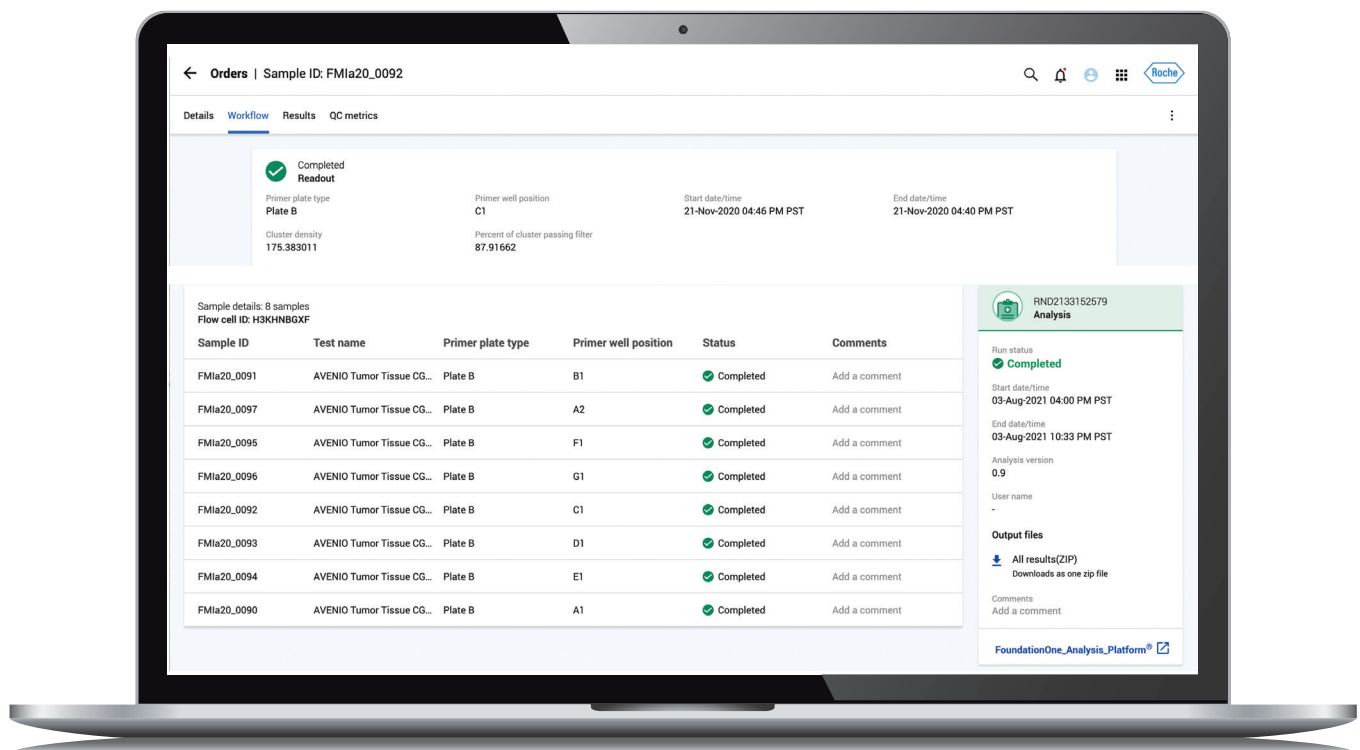 Orders | Sample ID: FMIa20_0092
Roche
Details Workflow Results QC metrics
Completed
Readout
Primer plate type Primer well position Start date/time End date/time
Plate B C1 21-Nov-2020 04:46 PM PST 21-Nov-2020 04:40 PM PST
Cluster density Percent of cluster passing filter
175.383011 87.91662
Sample details: 8 samples
Flow cell ID: H3KHNBGXF
Sample ID Test name Primer plate type Primer well position Status Comments
FMIa20_0091 AVENIO Tumor Tissue CG... Plate B B1 Completed Add a comment
FMIa20_0097 AVENIO Tumor Tissue CG... Plate B A2 Completed Add a comment
FMIa20_0095 AVENIO Tumor Tissue CG... Plate B F1 Completed Add a comment
FMIa20_0096 AVENIO Tumor Tissue CG... Plate B G1 Completed Add a comment
FMIa20_0092 AVENIO Tumor Tissue CG... Plate B C1 Completed Add a comment
FMIa20_0093 AVENIO Tumor Tissue CG... Plate B D1 Completed Add a comment
FMIa20_0094 AVENIO Tumor Tissue CG... Plate B E1 Completed Add a comment
FMIa20_0090 AVENIO Tumor Tissue CG... Plate B A1 Completed Add a comment
RND2133152579
Analysis
Run status
Completed
Start date/time
03-Aug-2021 04:00 PM PST
End date/time
03-Aug-2021 10:33 PM PST
Analysis version
0.9
User name
-
Output files
All results(ZIP)
Downloads as one zip file
Comments
Add a comment
FoundationOne_Analysis_Platform®